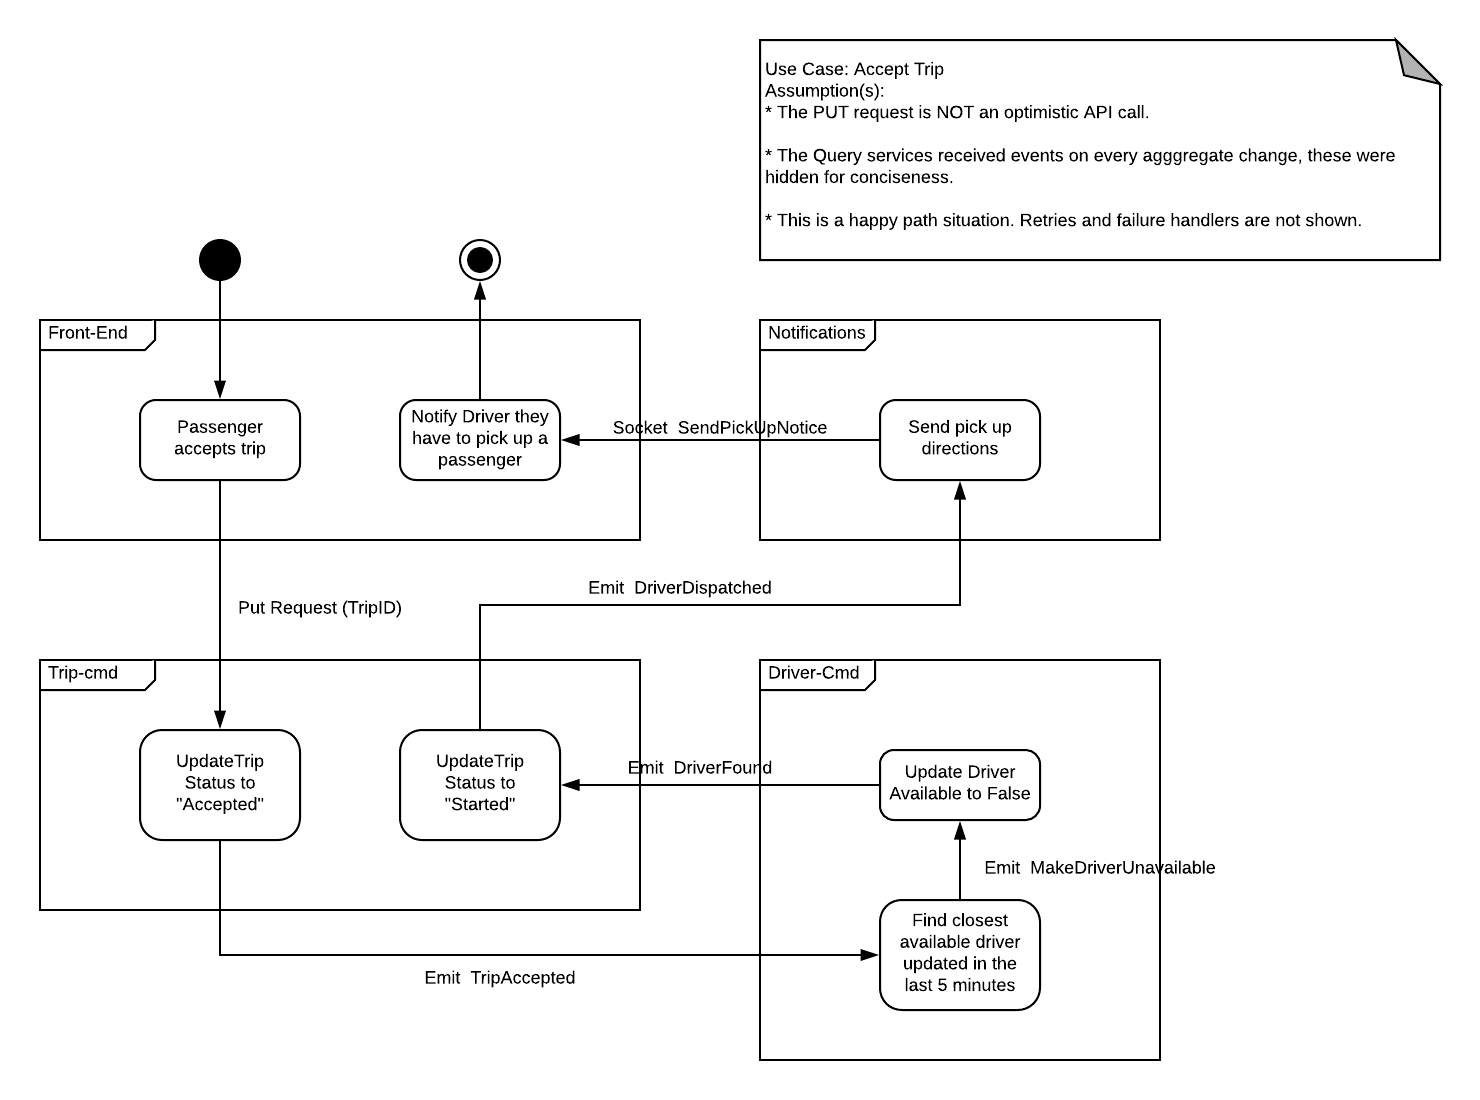 Use Case: Accept Trip
Assumption(s):
* The PUT request is NOT an optimistic API call.
* The Query services received events on every agggregate change, these were
hidden for conciseness.
* This is a happy path situation. Retries and failure handlers are not shown.
Front-End
Notifications
Passenger
accepts trip
Notify Driver they
have to pick up a
passenger
Socket SendPickUpNotice
Send pick up
directions
Emit DriverDispatched
Put Request (TripID)
Trip-cmd
Driver-Cmd
UpdateTrip
Status to
"Accepted"
UpdateTrip
Status to
"Started"
Emit DriverFound
Update Driver
Available to False
Emit MakeDriverUnavailable
Find closest
available driver
updated in the
last 5 minutes
Emit TripAccepted